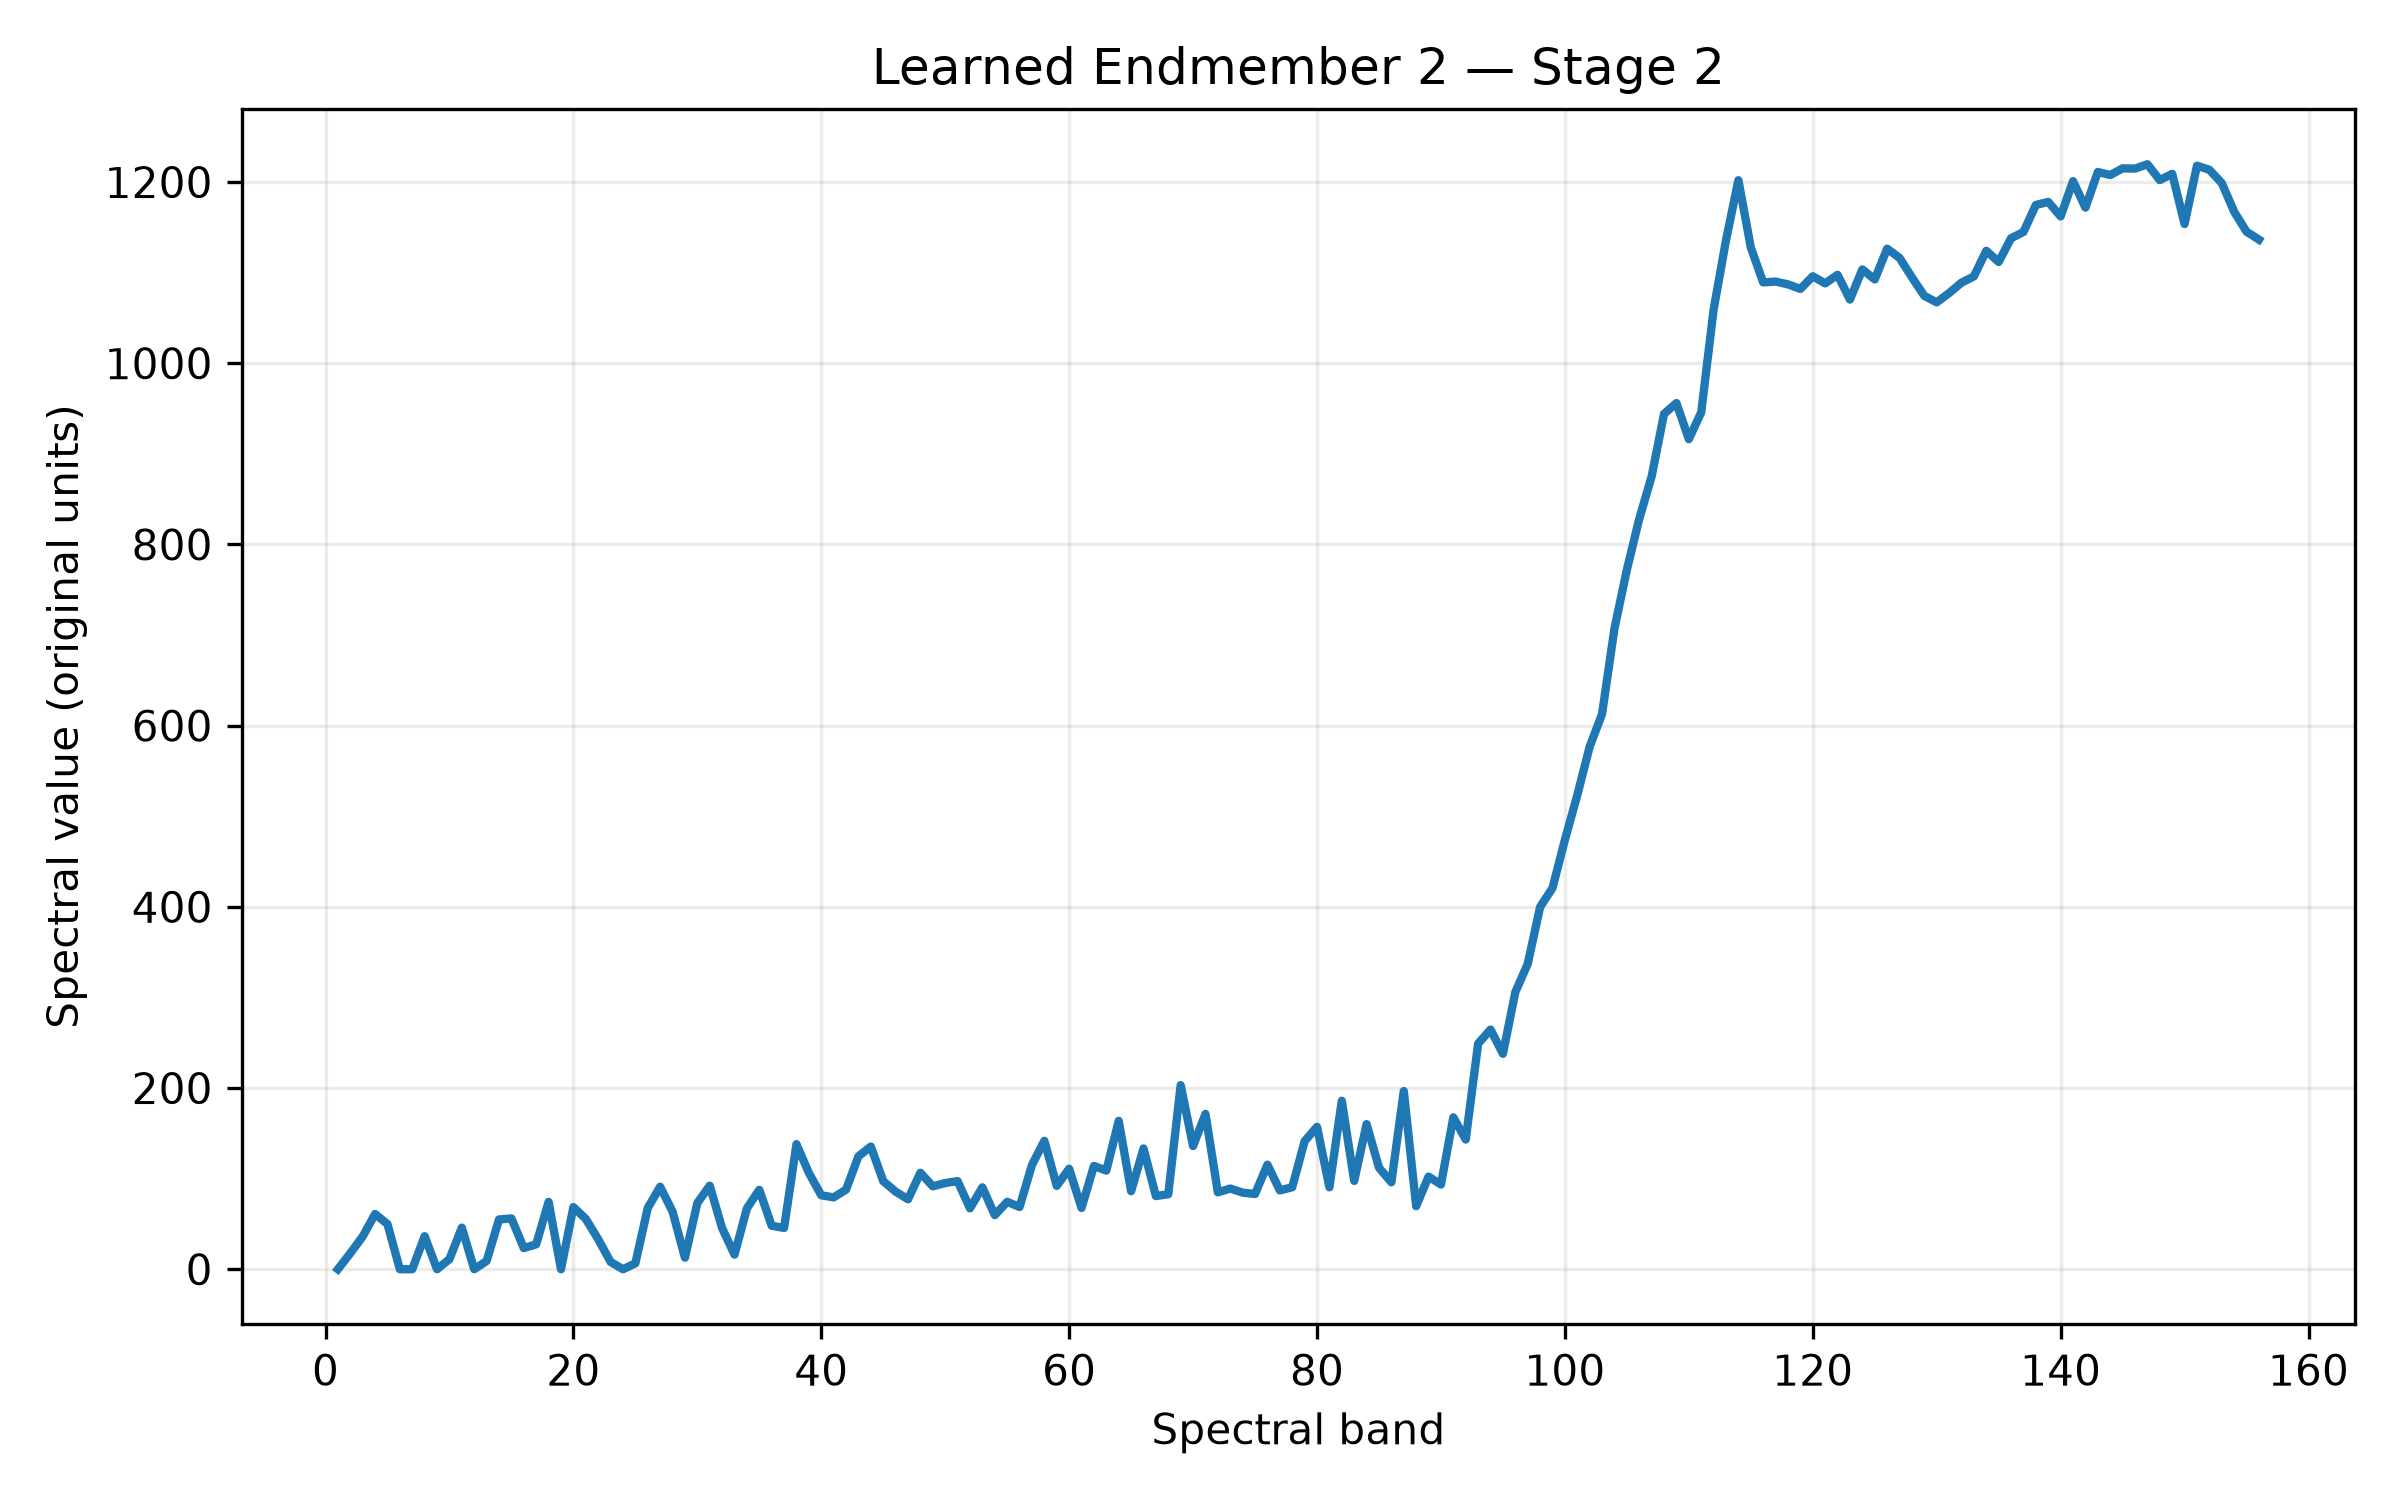 Learned Endmember 2 — Stage 2
Spectral value (original units)
1200
1000
800
600
400
200
0
0 20 40 60 80 100 120 140 160
Spectral band